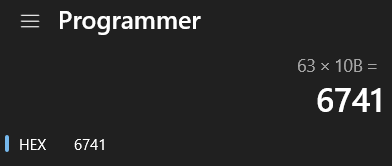 Programmer
63 × 10B =
6741
HEX 6741